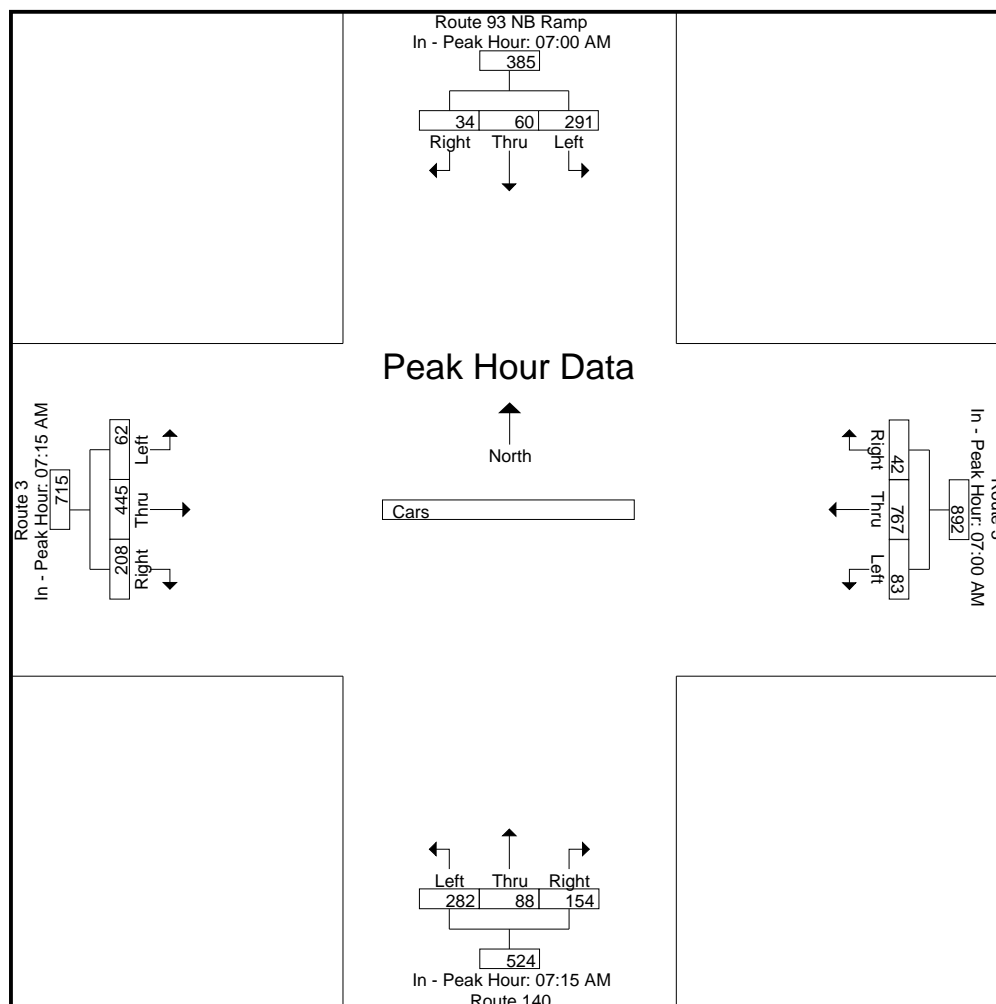 Route 93 NB Ramp
In - Peak Hour: 07:00 AM
385
34 60 291
Right Thru Left
Peak Hour Data
North
Cars
Route 3
In - Peak Hour: 07:15 AM
715
62 445 208
Left Thru Right
In - Peak Hour: 07:00 AM
892
42 767 83
Right Thru Left
Left Thru Right
282 88 154
524
In - Peak Hour: 07:15 AM
Route 140